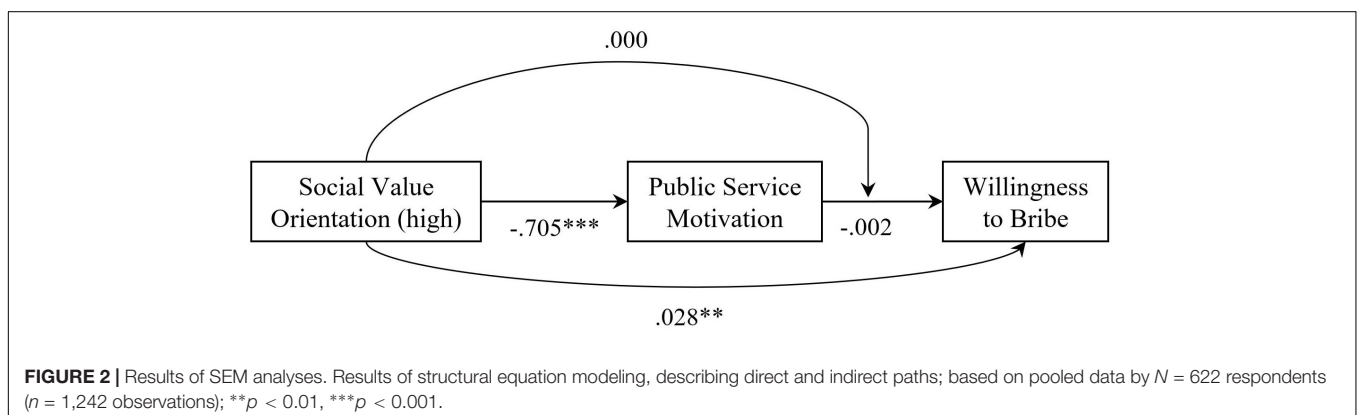 .000
Social Value
Orientation (high)
-.705***
Public Service
Motivation
-.002
Willingness
to Bribe
.028**
FIGURE 2 | Results of SEM analyses. Results of structural equation modeling, describing direct and indirect paths; based on pooled data by N = 622 respondents
(n = 1,242 observations); **p < 0.01, ***p < 0.001.